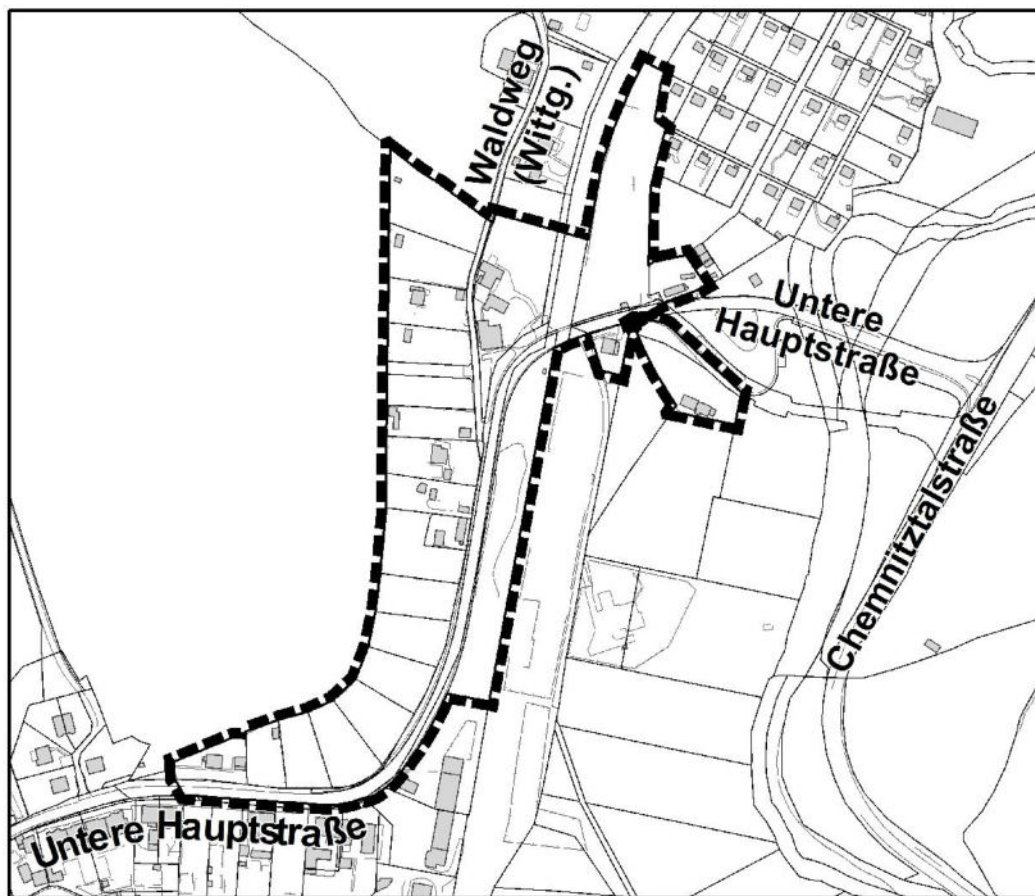 Waldweg
(Wittg.)
Untere
Hauptstraße
Chemnitztalstraße
Untere Hauptstraße